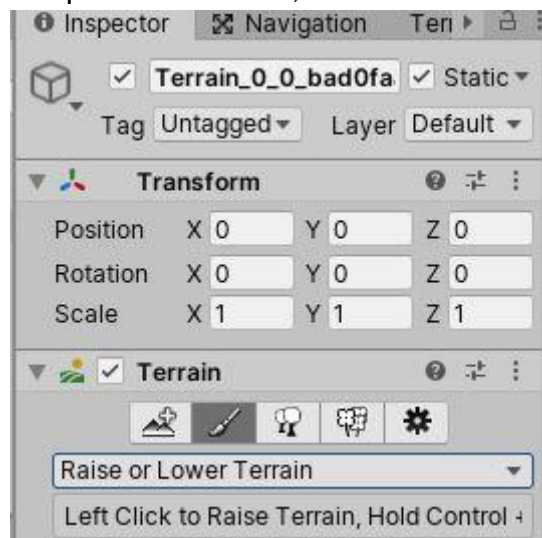 Inspector Navigation Terr
Terrain_0_0_bad0fa Static
Tag Untagged Layer Default
Transform
Position X 0 Y 0 Z 0
Rotation X 0 Y 0 Z 0
Scale X 1 Y 1 Z 1
Terrain
Raise or Lower Terrain
Left Click to Raise Terrain, Hold Control +